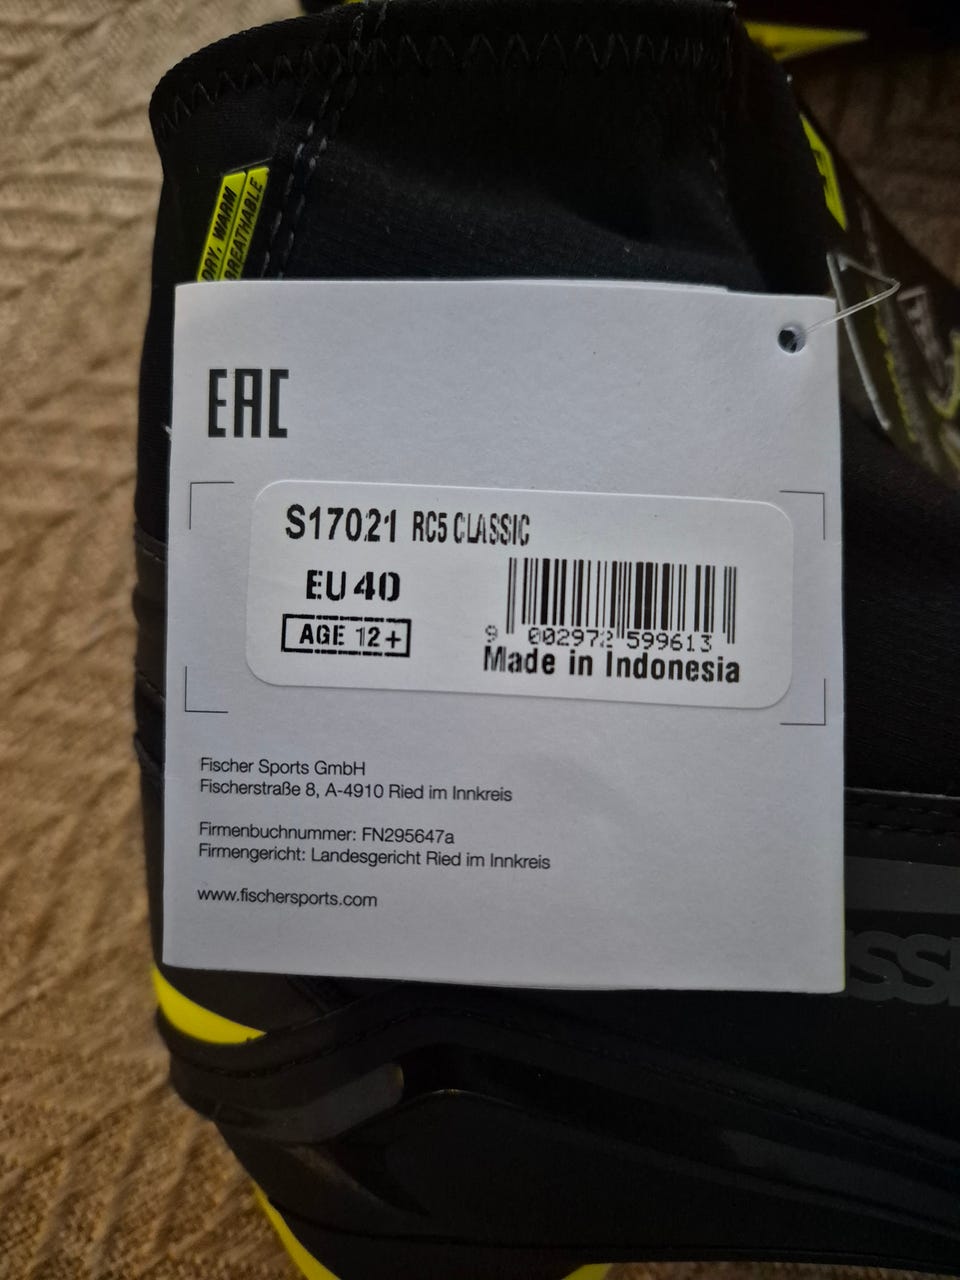 DRY, WARM
BREATHABLE
EAC
S17021 RC5 CLASSIC
EU 40
AGE 12+
9 002972 599613
Made in Indonesia
Fischer Sports GmbH
Fischerstraße 8, A-4910 Ried im Innkreis
Firmenbuchnummer: FN295647a
Firmengericht: Landesgericht Ried im Innkreis
www.fischersports.com